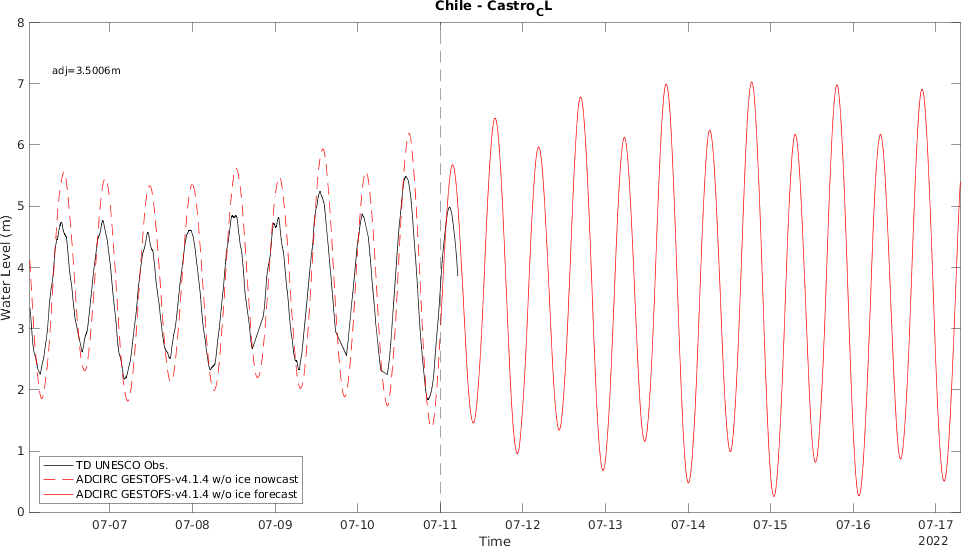 Chile - Castro_CL
8
adj=3.5006m
7
6
5
4
3
2
1
0
Water Level (m)
TD UNESCO Obs.
ADCIRC GESTOFS-v4.1.4 w/o ice nowcast
ADCIRC GESTOFS-v4.1.4 w/o ice forecast
07-07 07-08 07-09 07-10 07-11 07-12 07-13 07-14 07-15 07-16 07-17
Time
2022